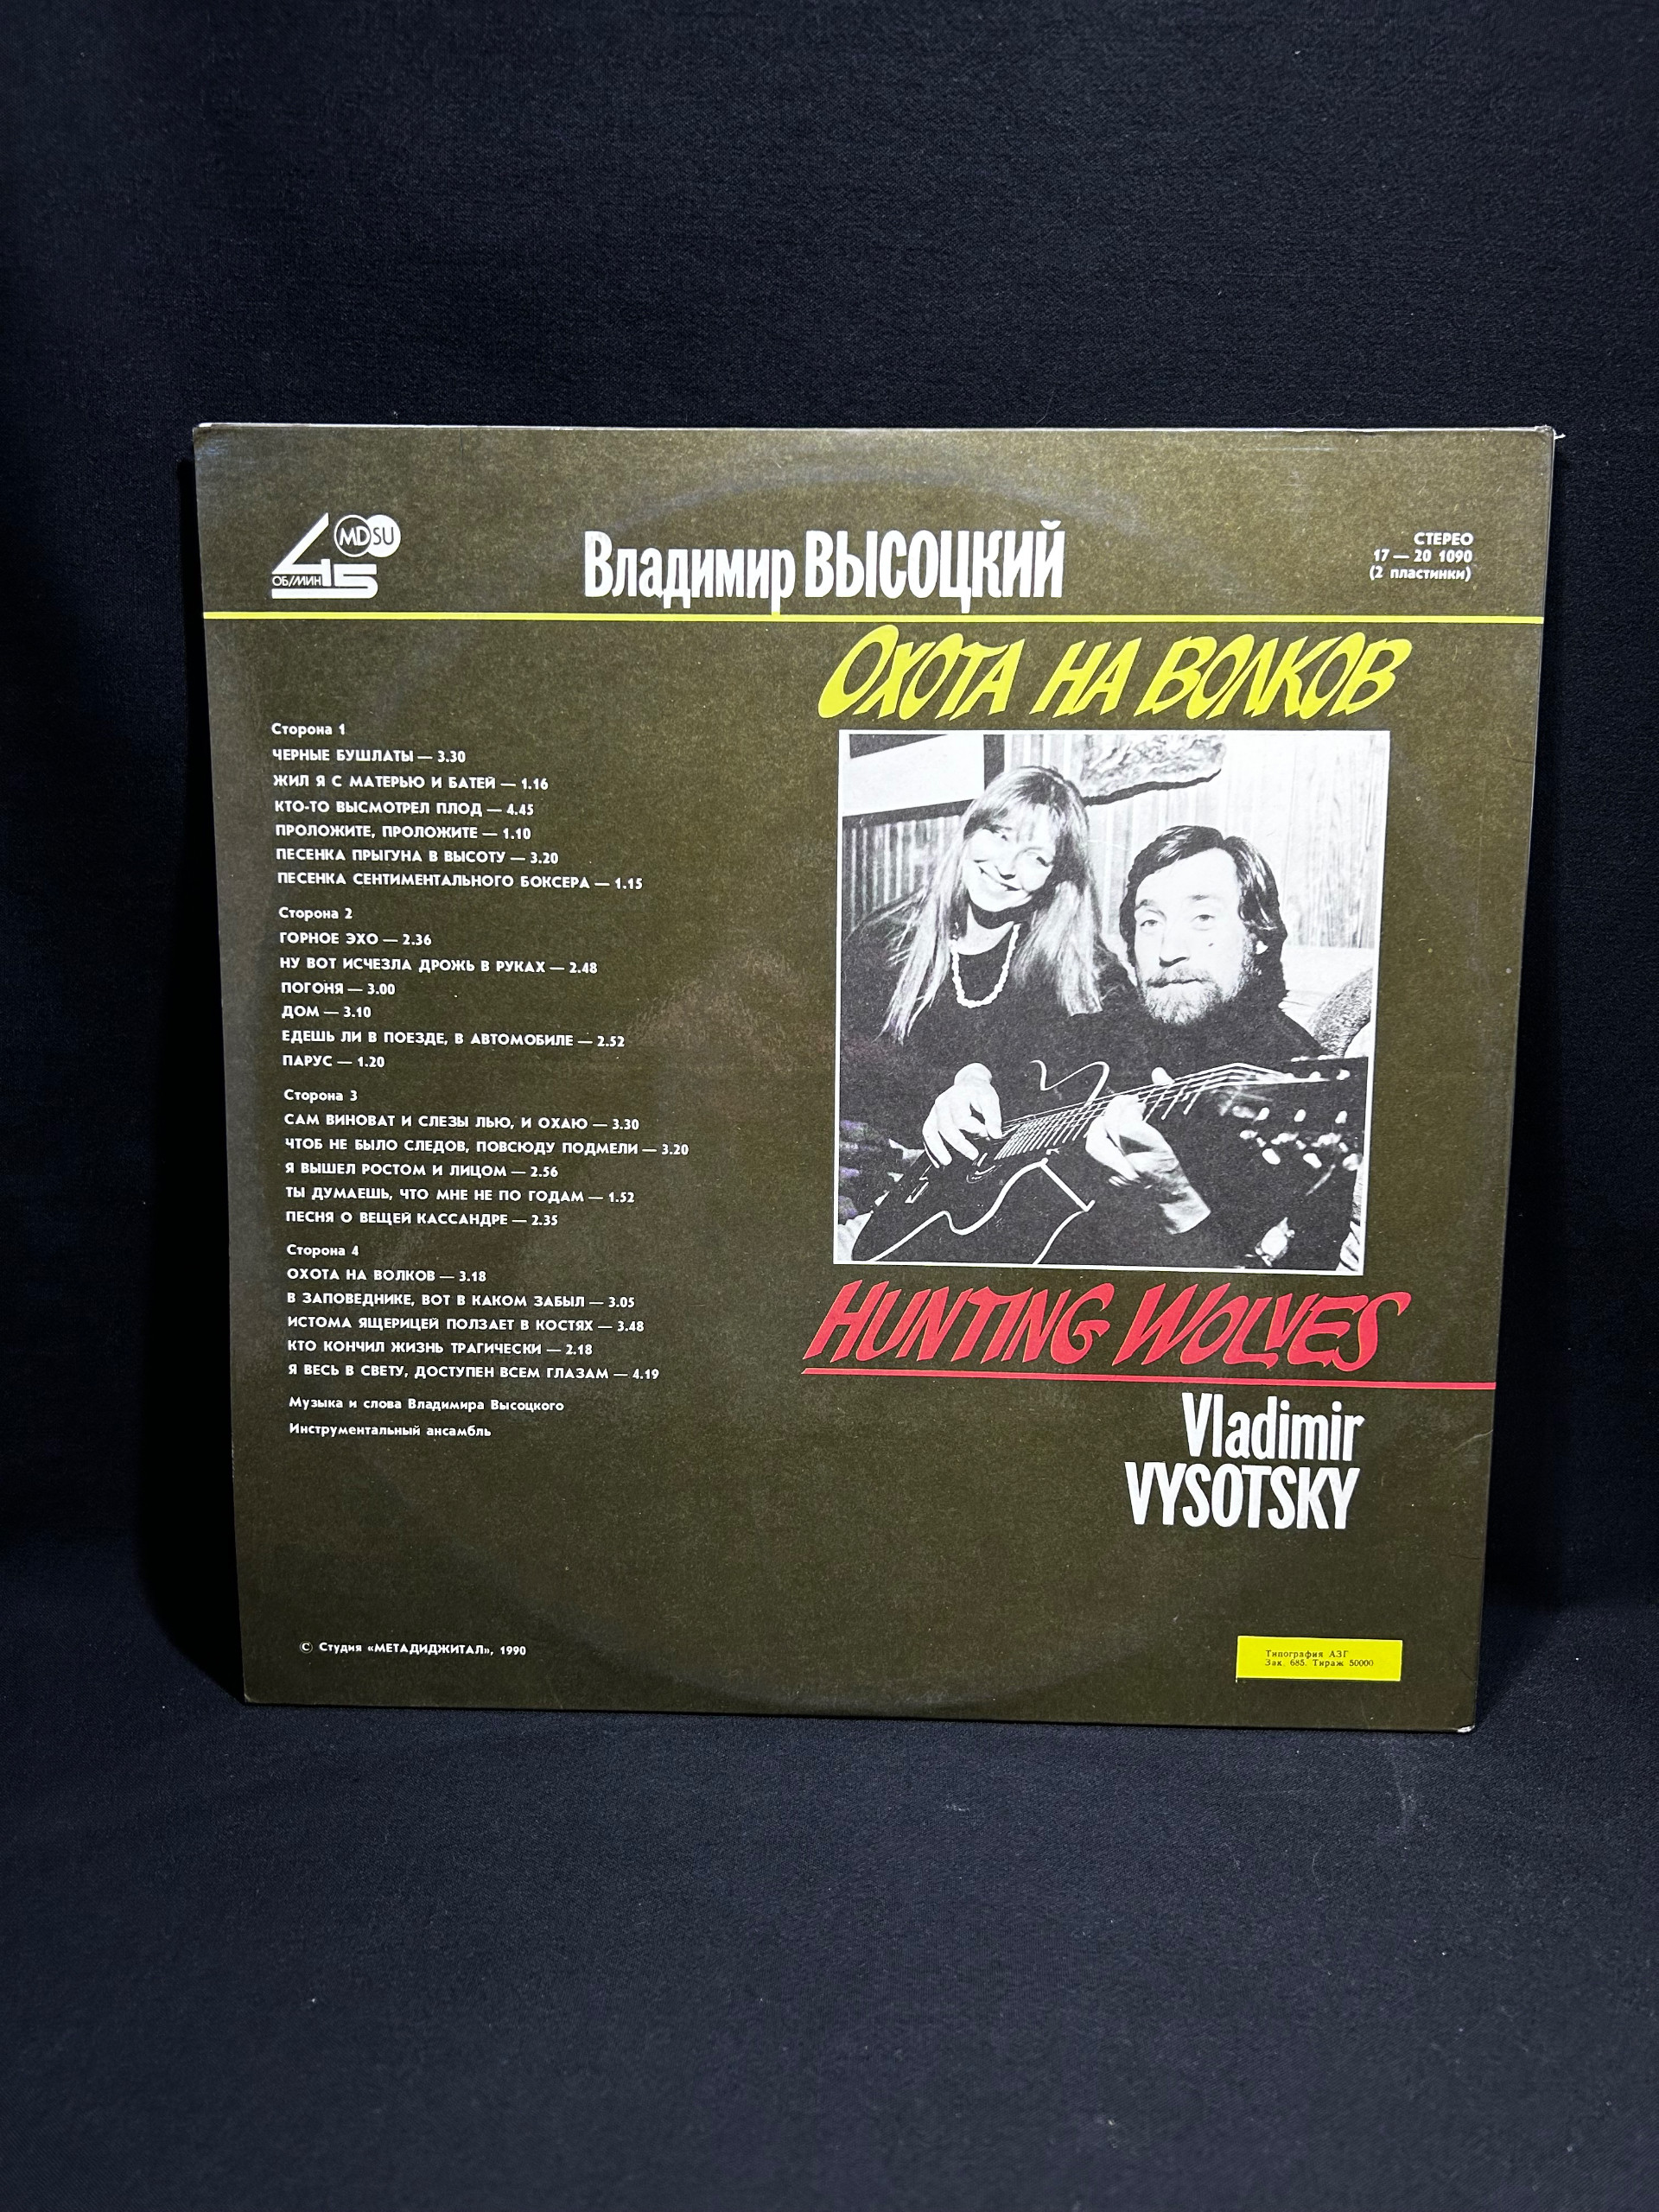 MD SU
45
ОБ/МИН
Владимир ВЫСОЦКИЙ
СТЕРЕО
17 — 20 1090
(2 пластинки)
ОХОТА НА ВОЛКОВ
Сторона 1
ЧЕРНЫЕ БУШЛАТЫ — 3.30
ЖИЛ Я С МАТЕРЬЮ И БАТЕЙ — 1.16
КТО-ТО ВЫСМОТРЕЛ ПЛОД — 4.45
ПРОЛОЖИТЕ, ПРОЛОЖИТЕ — 1.10
ПЕСЕНКА ПРЫГУНА В ВЫСОТУ — 3.20
ПЕСЕНКА СЕНТИМЕНТАЛЬНОГО БОКСЕРА — 1.15
Сторона 2
ГОРНОЕ ЭХО — 2.36
НУ ВОТ ИСЧЕЗЛА ДРОЖЬ В РУКАХ — 2.48
ПОГОНЯ — 3.00
ДОМ — 3.10
ЕДЕШЬ ЛИ В ПОЕЗДЕ, В АВТОМОБИЛЕ — 2.52
ПАРУС — 1.20
Сторона 3
САМ ВИНОВАТ И СЛЕЗЫ ЛЬЮ, И ОХАЮ — 3.30
ЧТОБ НЕ БЫЛО СЛЕДОВ, ПОВСЮДУ ПОДМЕЛИ — 3.20
Я ВЫШЕЛ РОСТОМ И ЛИЦОМ — 2.56
ТЫ ДУМАЕШЬ, ЧТО МНЕ НЕ ПО ГОДАМ — 1.52
ПЕСНЯ О ВЕЩЕЙ КАССАНДРЕ — 2.35
Сторона 4
ОХОТА НА ВОЛКОВ — 3.18
В ЗАПОВЕДНИКЕ, ВОТ В КАКОМ ЗАБЫЛ — 3.05
ИСТОМА ЯЩЕРИЦЕЙ ПОЛЗАЕТ В КОСТЯХ — 3.48
КТО КОНЧИЛ ЖИЗНЬ ТРАГИЧЕСКИ — 2.18
Я ВЕСЬ В СВЕТУ, ДОСТУПЕН ВСЕМ ГЛАЗАМ — 4.19
Музыка и слова Владимира Высоцкого
Инструментальный ансамбль
HUNTING WOLVES
Vladimir
VYSOTSKY
© Студия «МЕТАДИДЖИТАЛ», 1990
Типография АЗГ
Зак. 685. Тираж 50000